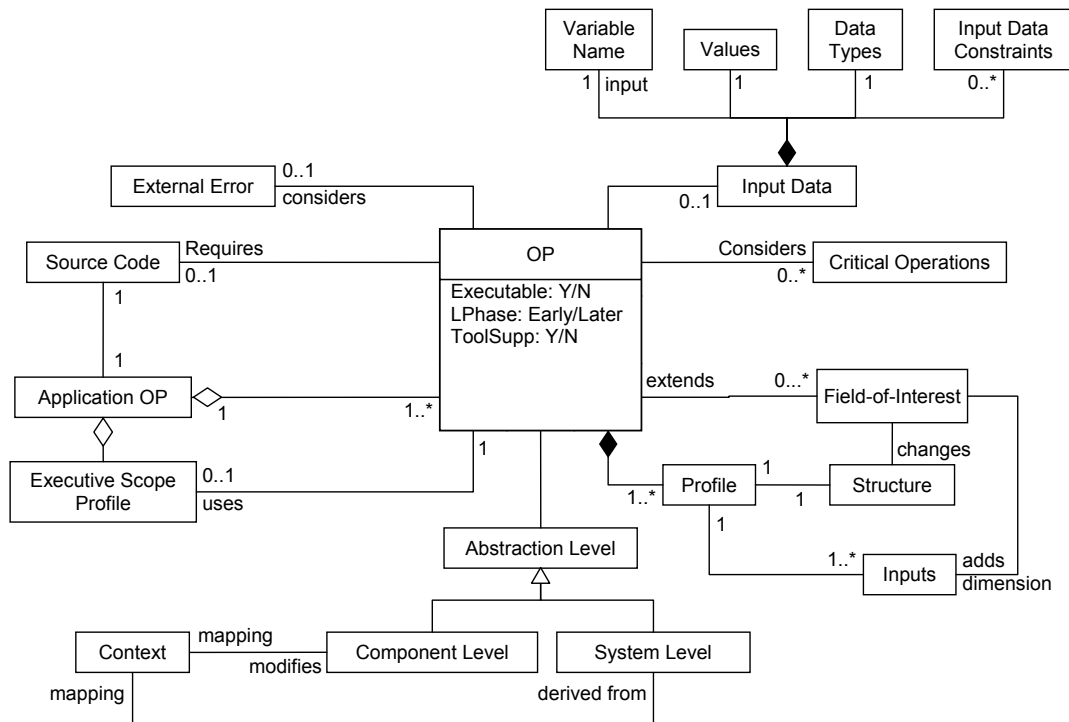 Variable
Name
Values
Data
Types
Input Data
Constraints
1 input
1
1
0..*
External Error
0..1
considers
Input Data
0..1
OP
Executable: Y/N
LPhase: Early/Later
ToolSupp: Y/N
Source Code
Requires
0..1
Considers
0..*
Critical Operations
1
1
Application OP
1
1..*
extends
0...*
Field-of-Interest
changes
Executive Scope
Profile
0..1
uses
1
1..*
Profile
1
1
Structure
1
1..*
Inputs
adds
dimension
Abstraction Level
Context
mapping
modifies
Component Level
System Level
mapping
derived from